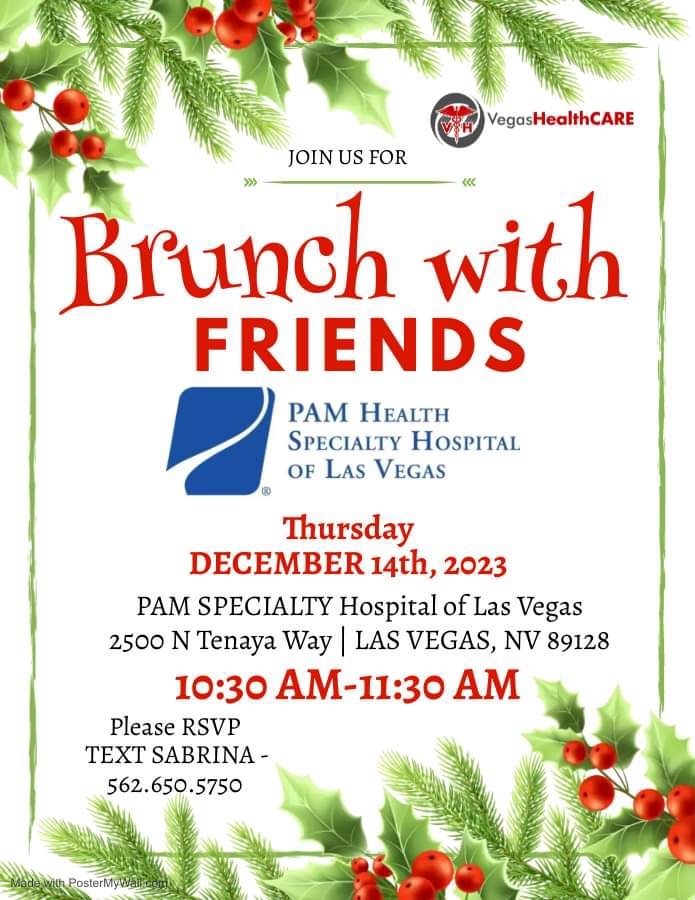 VH VegasHealthCARE
JOIN US FOR
Brunch with
FRIENDS
PAM HEALTH
SPECIALTY HOSPITAL
OF LAS VEGAS
®
Thursday
DECEMBER 14th, 2023
PAM SPECIALTY Hospital of Las Vegas
2500 N Tenaya Way | LAS VEGAS, NV 89128
10:30 AM-11:30 AM
Please RSVP
TEXT SABRINA -
562.650.5750
Made with PosterMyWall.com